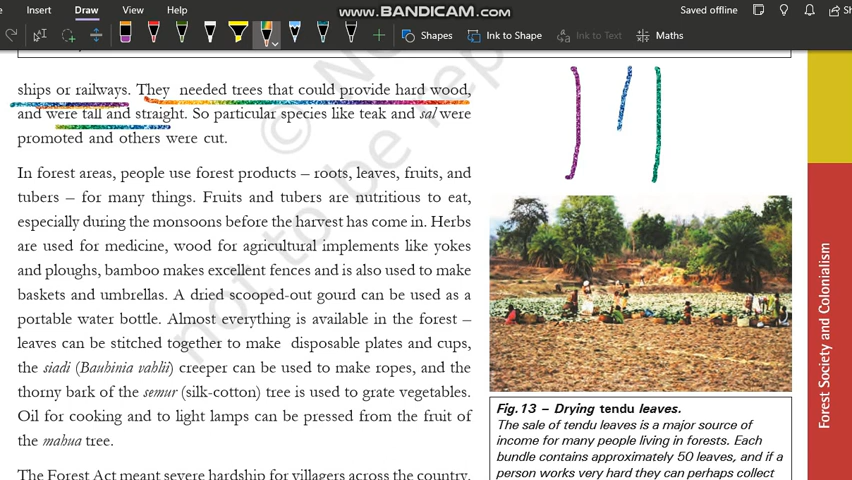 Insert Draw View Help
WWW.BANDICAM.COM
Saved offline
Shapes Ink to Shape Ink to Text Maths
ships or railways. They needed trees that could provide hard wood,
and were tall and straight. So particular species like teak and sal were
promoted and others were cut.
In forest areas, people use forest products – roots, leaves, fruits, and
tubers – for many things. Fruits and tubers are nutritious to eat,
especially during the monsoons before the harvest has come in. Herbs
are used for medicine, wood for agricultural implements like yokes
and ploughs, bamboo makes excellent fences and is also used to make
baskets and umbrellas. A dried scooped-out gourd can be used as a
portable water bottle. Almost everything is available in the forest –
leaves can be stitched together to make disposable plates and cups,
the siadi (Bauhinia vahlii) creeper can be used to make ropes, and the
thorny bark of the semur (silk-cotton) tree is used to grate vegetables.
Oil for cooking and to light lamps can be pressed from the fruit of
the mahua tree.
The Forest Act meant severe hardship for villagers across the country.
Fig.13 – Drying tendu leaves.
The sale of tendu leaves is a major source of
income for many people living in forests. Each
bundle contains approximately 50 leaves, and if a
person works very hard they can perhaps collect
Forest Society and Colonialism
not to be rep